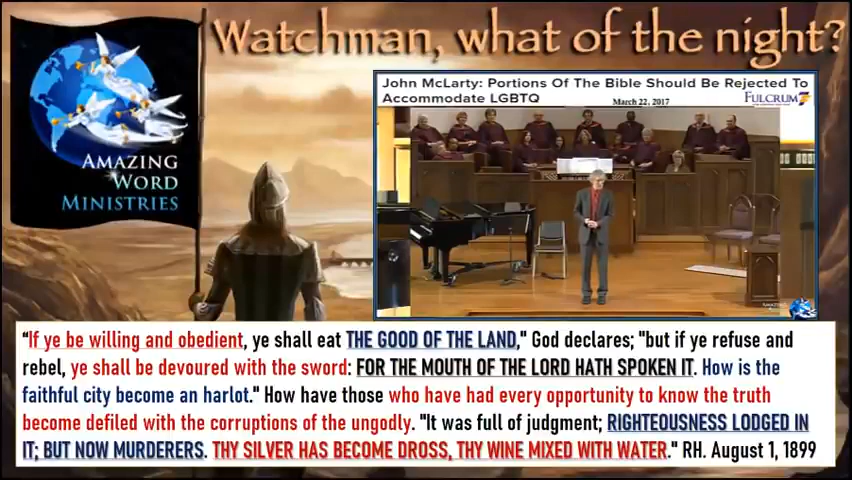 Watchman, what of the night?
AMAZING
WORD
MINISTRIES
John McLarty: Portions Of The Bible Should Be Rejected To
Accommodate LGBTQ
March 22, 2017
FULCRUM7
“If ye be willing and obedient, ye shall eat THE GOOD OF THE LAND," God declares; "but if ye refuse and
rebel, ye shall be devoured with the sword: FOR THE MOUTH OF THE LORD HATH SPOKEN IT. How is the
faithful city become an harlot." How have those who have had every opportunity to know the truth
become defiled with the corruptions of the ungodly. "It was full of judgment; RIGHTEOUSNESS LODGED IN
IT; BUT NOW MURDERERS. THY SILVER HAS BECOME DROSS, THY WINE MIXED WITH WATER." RH. August 1, 1899